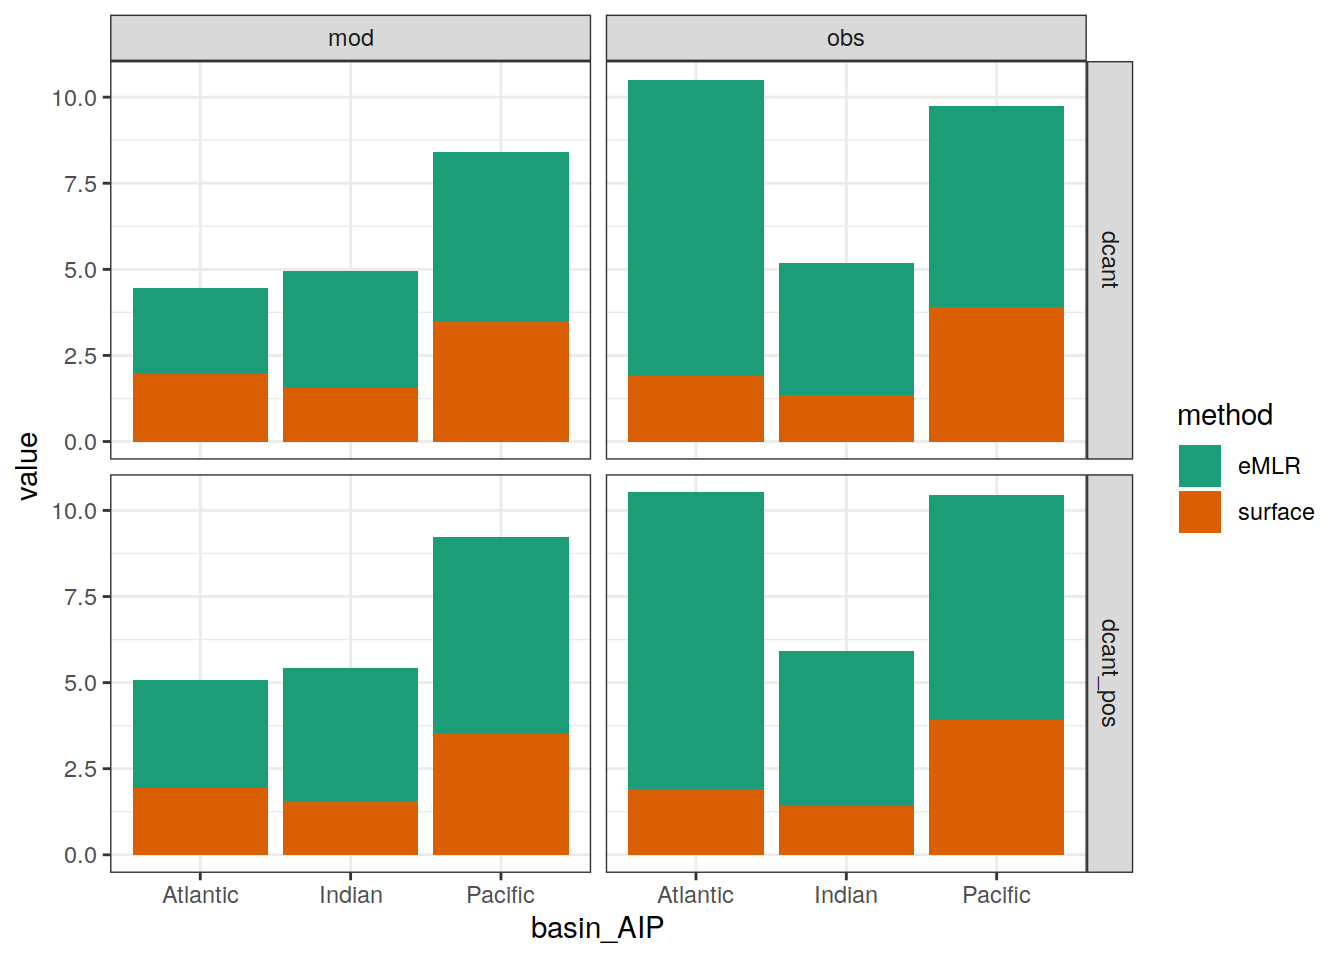 mod
obs
10.0
7.5
5.0
2.5
0.0
dcant
value
10.0
7.5
5.0
2.5
0.0
dcant_pos
Atlantic
Indian
Pacific
Atlantic
Indian
Pacific
basin_AIP
method
eMLR
surface